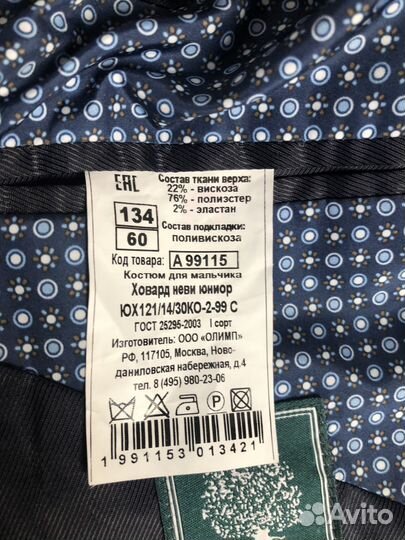 ЕАС
Состав ткани верха:
22% - вискоза
76% - полиэстер
2% - эластан
134
60
Состав подкладки:
поливискоза
Код товара: А 99115
Костюм для мальчика
Ховард неви юниор
ЮХ121/14/30КО-2-99 С
ГОСТ 25295-2003 I сорт
Изготовитель: ООО «ОЛИМП»
РФ, 117105, Москва, Ново-
даниловская набережная, д.4
тел. 8 (495) 980-23-06
P
1 991153 013421
Avito